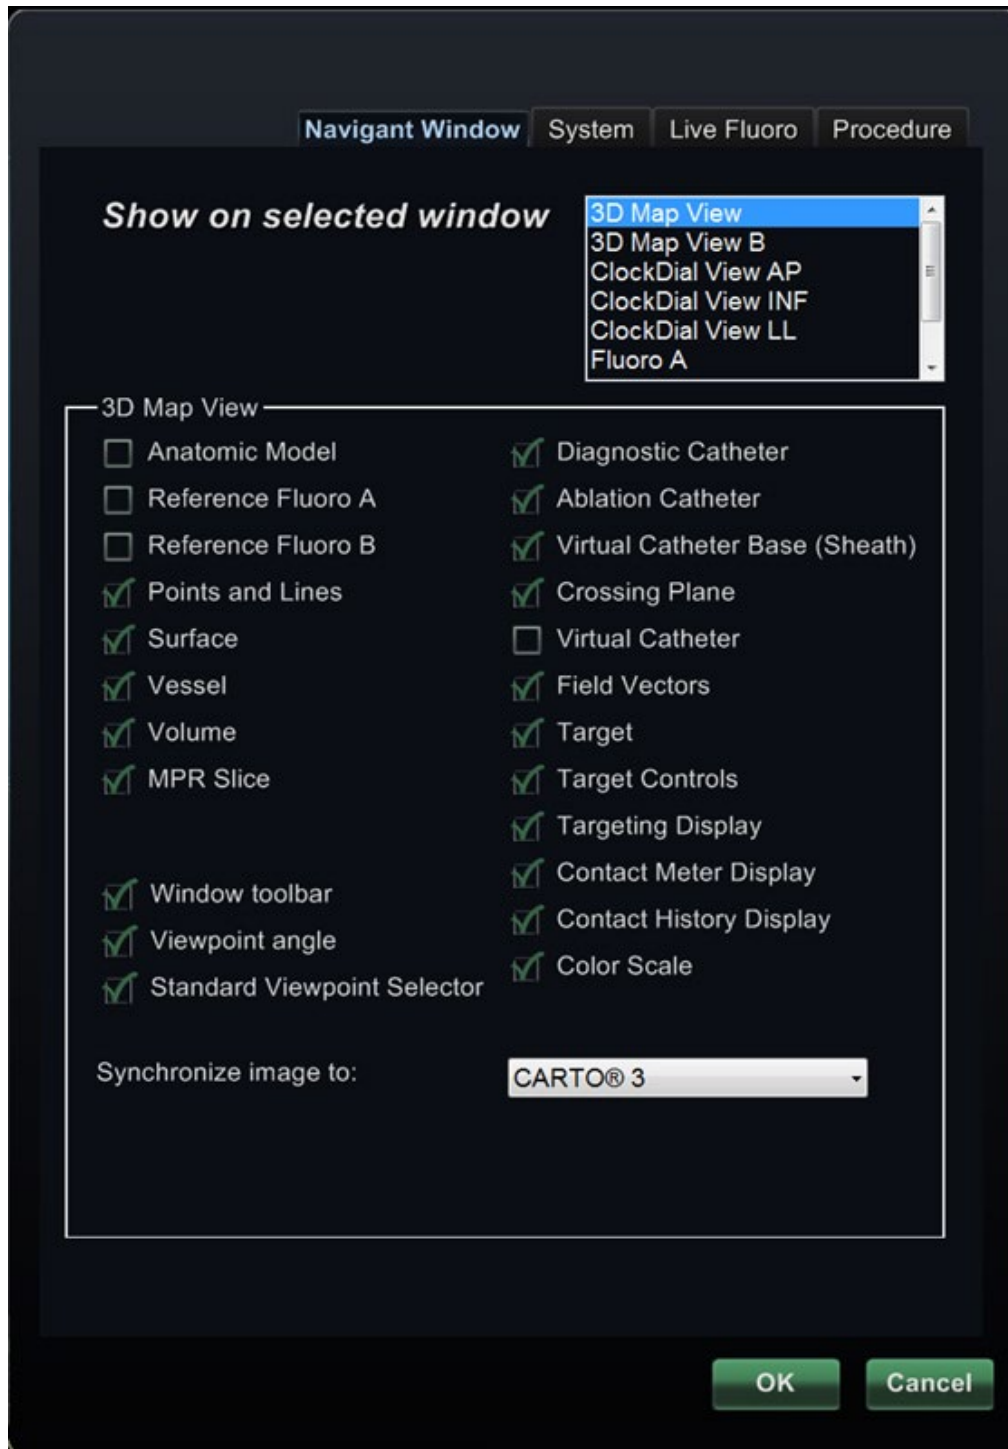 Navigant Window
System
Live Fluoro
Procedure
Show on selected window
3D Map View
3D Map View B
ClockDial View AP
ClockDial View INF
ClockDial View LL
Fluoro A
3D Map View
Anatomic Model
Reference Fluoro A
Reference Fluoro B
Points and Lines
Surface
Vessel
Volume
MPR Slice
Window toolbar
Viewpoint angle
Standard Viewpoint Selector
Diagnostic Catheter
Ablation Catheter
Virtual Catheter Base (Sheath)
Crossing Plane
Virtual Catheter
Field Vectors
Target
Target Controls
Targeting Display
Contact Meter Display
Contact History Display
Color Scale
Synchronize image to:
CARTO® 3
OK
Cancel